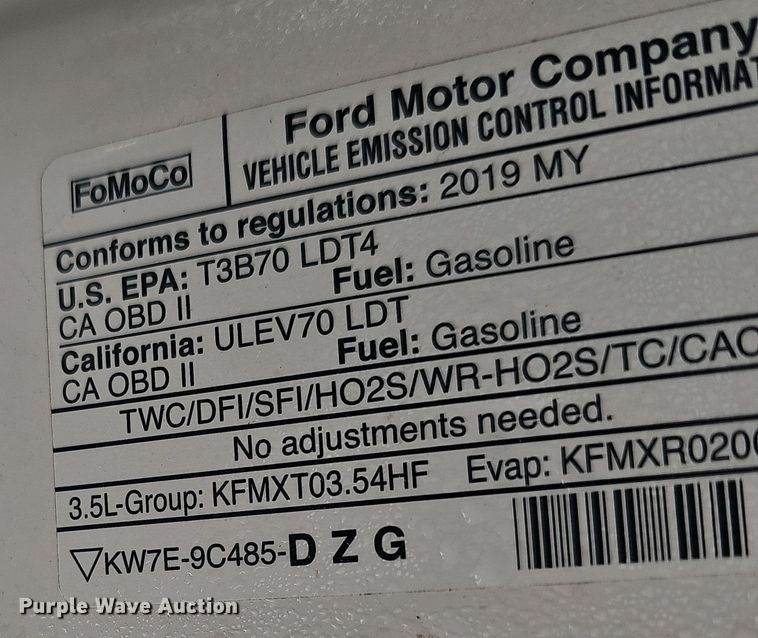 Ford Motor Company
VEHICLE EMISSION CONTROL
FoMoCo
Conforms to regulations: 2019 MY
U.S. EPA: T3B70 LDT4
CA OBD II Fuel: Gasoline
California: ULEV70 LDT
CA OBD II Fuel: Gasoline
TWC/DFI/SFI/HO2S/WR-HO2S/TC/CAC
No adjustments needed.
3.5L-Group: KFMXT03.54HF Evap: KFMXR020
▽KW7E-9C485-D Z G
Purple Wave Auction